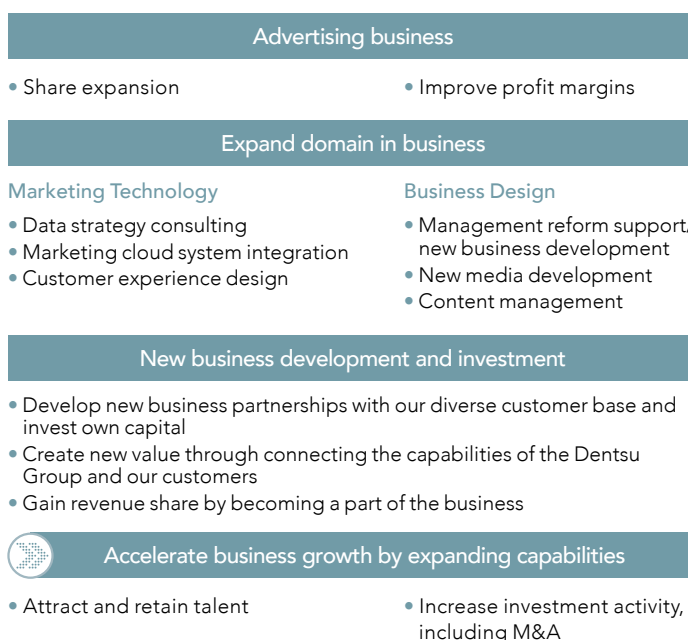 Advertising business
• Share expansion
• Improve profit margins
Expand domain in business
Marketing Technology
• Data strategy consulting
• Marketing cloud system integration
• Customer experience design
Business Design
• Management reform support/
new business development
• New media development
• Content management
New business development and investment
• Develop new business partnerships with our diverse customer base and
invest own capital
• Create new value through connecting the capabilities of the Dentsu
Group and our customers
• Gain revenue share by becoming a part of the business
Accelerate business growth by expanding capabilities
• Attract and retain talent
• Increase investment activity,
including M&A